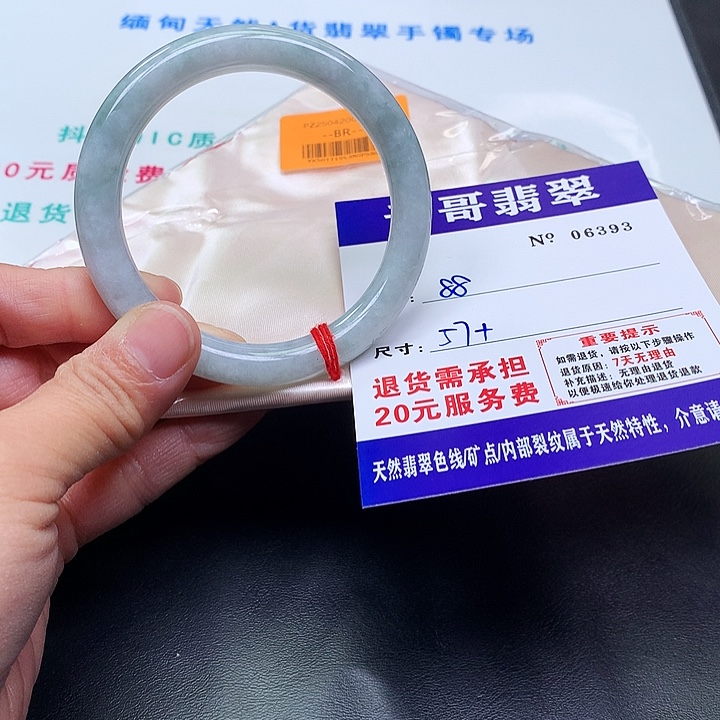 缅甸天然A货翡翠手镯专场
抖 IC质
0元质 费
退货
PZ250420
--BR--
哥翡翠
Nº 06393
: 88
尺寸: 57+
退货需承担
20元服务费
重要提示
如需退货，请按以下步骤操作
退货原因：7天无理由
补充描述：无理由退货
以便极速给你处理退货退款
天然翡翠色线/矿点/内部裂纹属于天然特性，介意请